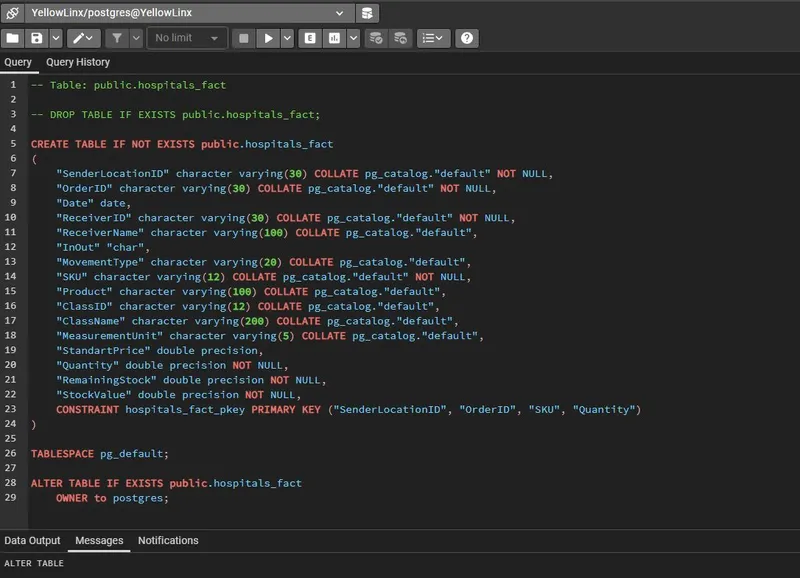 YellowLinx/postgres@YellowLinx
No limit
Query Query History
1 -- Table: public.hospitals_fact
2
3 -- DROP TABLE IF EXISTS public.hospitals_fact;
4
5 CREATE TABLE IF NOT EXISTS public.hospitals_fact
6 (
7 "SenderLocationID" character varying(30) COLLATE pg_catalog."default" NOT NULL,
8 "OrderID" character varying(30) COLLATE pg_catalog."default" NOT NULL,
9 "Date" date,
10 "ReceiverID" character varying(30) COLLATE pg_catalog."default" NOT NULL,
11 "ReceiverName" character varying(100) COLLATE pg_catalog."default",
12 "InOut" "char",
13 "MovementType" character varying(20) COLLATE pg_catalog."default",
14 "SKU" character varying(12) COLLATE pg_catalog."default" NOT NULL,
15 "Product" character varying(100) COLLATE pg_catalog."default",
16 "ClassID" character varying(12) COLLATE pg_catalog."default",
17 "ClassName" character varying(200) COLLATE pg_catalog."default",
18 "MeasurementUnit" character varying(5) COLLATE pg_catalog."default",
19 "StandartPrice" double precision,
20 "Quantity" double precision NOT NULL,
21 "RemainingStock" double precision NOT NULL,
22 "StockValue" double precision NOT NULL,
23 CONSTRAINT hospitals_fact_pkey PRIMARY KEY ("SenderLocationID", "OrderID", "SKU", "Quantity")
24 )
25
26 TABLESPACE pg_default;
27
28 ALTER TABLE IF EXISTS public.hospitals_fact
29 OWNER to postgres;
Data Output Messages Notifications
ALTER TABLE